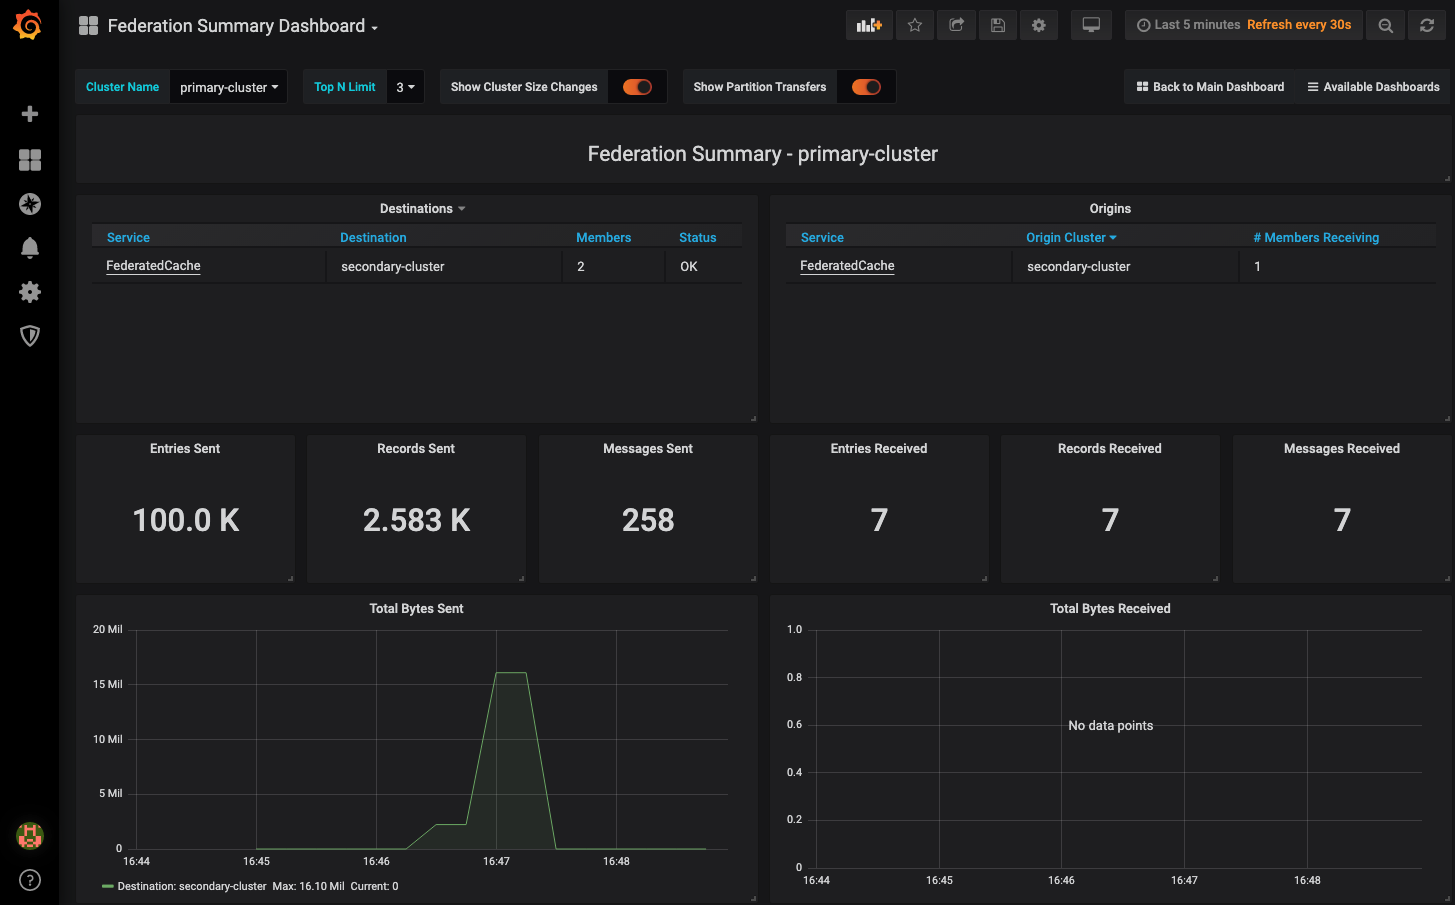 Federation Summary Dashboard
Last 5 minutes Refresh every 30s
Cluster Name primary-cluster Top N Limit 3 Show Cluster Size Changes Show Partition Transfers Back to Main Dashboard Available Dashboards
Federation Summary - primary-cluster
Destinations
Service Destination Members Status
FederatedCache secondary-cluster 2 OK
Origins
Service Origin Cluster # Members Receiving
FederatedCache secondary-cluster 1
Entries Sent
100.0 K
Records Sent
2.583 K
Messages Sent
258
Entries Received
7
Records Received
7
Messages Received
7
Total Bytes Sent
20 Mil
15 Mil
10 Mil
5 Mil
0
16:44 16:45 16:46 16:47 16:48
Destination: secondary-cluster Max: 16.10 Mil Current: 0
Total Bytes Received
1.0
0.8
0.6
No data points
0.4
0.2
0
16:44 16:45 16:46 16:47 16:48
?